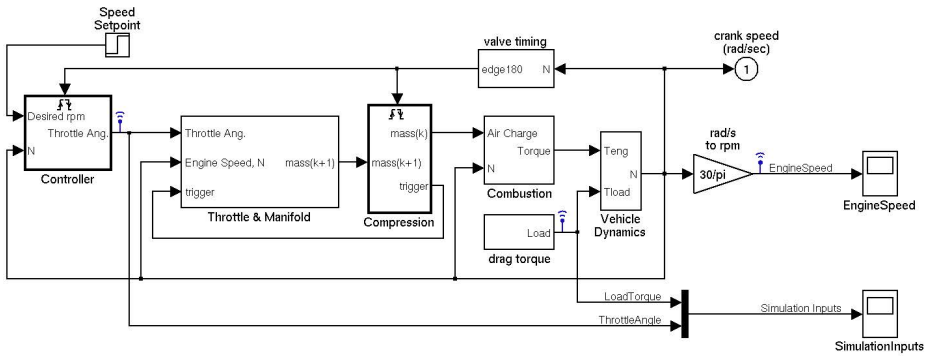 Speed
Setpoint
valve timing
crank speed
(rad/sec)
edge180
N
1
Desired rpm
Throttle Ang.
N
Controller
Throttle Ang.
Engine Speed, N
trigger
mass(k+1)
Throttle & Manifold
mass(k)
mass(k+1)
trigger
Compression
Air Charge
Torque
N
Combustion
Teng
N
Tload
Vehicle
Dynamics
rad/s
to rpm
30/pi
EngineSpeed
EngineSpeed
Load
drag torque
LoadTorque
ThrottleAngle
Simulation Inputs
SimulationInputs